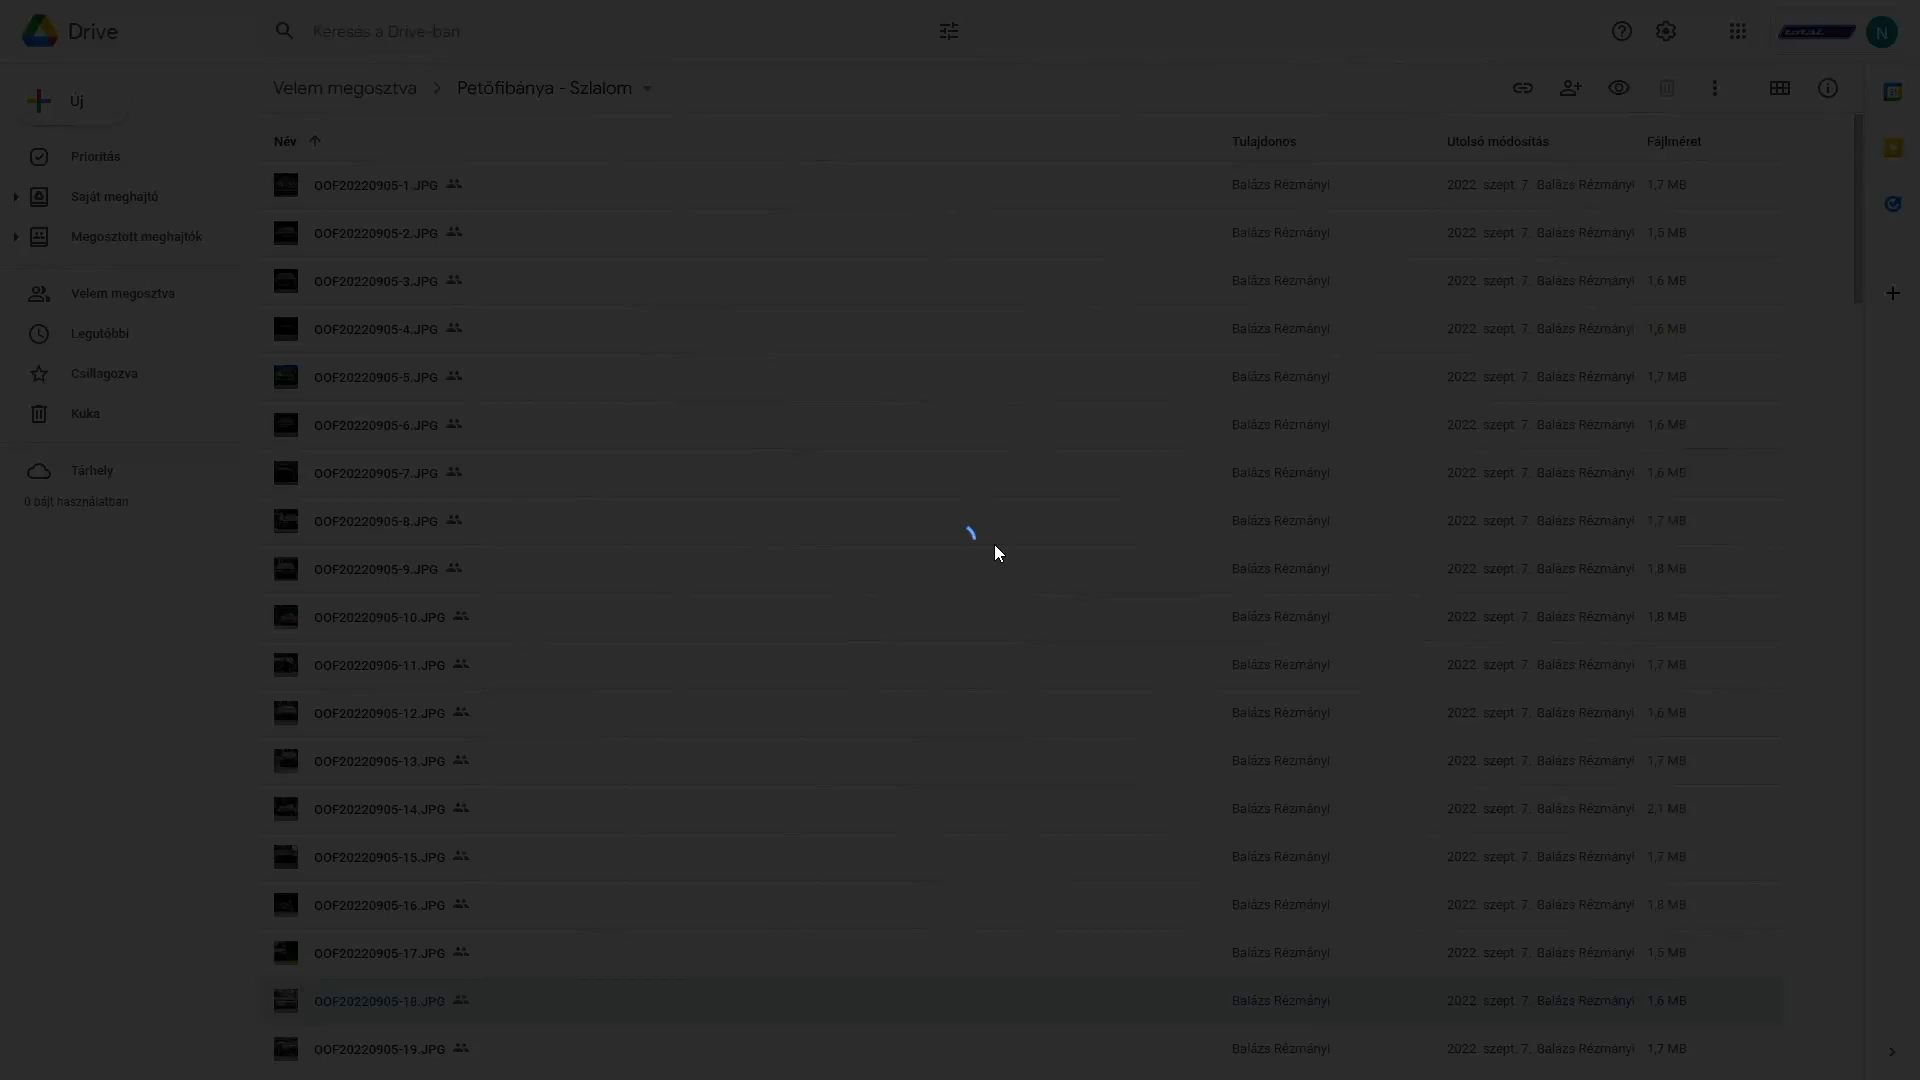 Drive
Keresés a Drive-ban
total
N
Új
Prioritás
Saját meghajtó
Megosztott meghajtók
Velem megosztva
Legutóbbi
Csillagozva
Kuka
Tárhely
0 bájt használatban
Velem megosztva > Petőfibánya - Szlalom
Név Tulajdonos Utolsó módosítás Fájlméret
OOF20220905-1.JPG Balázs Rézmányi 2022. szept. 7. Balázs Rézmányi 1,7 MB
OOF20220905-2.JPG Balázs Rézmányi 2022. szept. 7. Balázs Rézmányi 1,5 MB
OOF20220905-3.JPG Balázs Rézmányi 2022. szept. 7. Balázs Rézmányi 1,6 MB
OOF20220905-4.JPG Balázs Rézmányi 2022. szept. 7. Balázs Rézmányi 1,6 MB
OOF20220905-5.JPG Balázs Rézmányi 2022. szept. 7. Balázs Rézmányi 1,7 MB
OOF20220905-6.JPG Balázs Rézmányi 2022. szept. 7. Balázs Rézmányi 1,6 MB
OOF20220905-7.JPG Balázs Rézmányi 2022. szept. 7. Balázs Rézmányi 1,6 MB
OOF20220905-8.JPG Balázs Rézmányi 2022. szept. 7. Balázs Rézmányi 1,7 MB
OOF20220905-9.JPG Balázs Rézmányi 2022. szept. 7. Balázs Rézmányi 1,8 MB
OOF20220905-10.JPG Balázs Rézmányi 2022. szept. 7. Balázs Rézmányi 1,8 MB
OOF20220905-11.JPG Balázs Rézmányi 2022. szept. 7. Balázs Rézmányi 1,7 MB
OOF20220905-12.JPG Balázs Rézmányi 2022. szept. 7. Balázs Rézmányi 1,6 MB
OOF20220905-13.JPG Balázs Rézmányi 2022. szept. 7. Balázs Rézmányi 1,7 MB
OOF20220905-14.JPG Balázs Rézmányi 2022. szept. 7. Balázs Rézmányi 2,1 MB
OOF20220905-15.JPG Balázs Rézmányi 2022. szept. 7. Balázs Rézmányi 1,7 MB
OOF20220905-16.JPG Balázs Rézmányi 2022. szept. 7. Balázs Rézmányi 1,8 MB
OOF20220905-17.JPG Balázs Rézmányi 2022. szept. 7. Balázs Rézmányi 1,5 MB
OOF20220905-18.JPG Balázs Rézmányi 2022. szept. 7. Balázs Rézmányi 1,6 MB
OOF20220905-19.JPG Balázs Rézmányi 2022. szept. 7. Balázs Rézmányi 1,7 MB